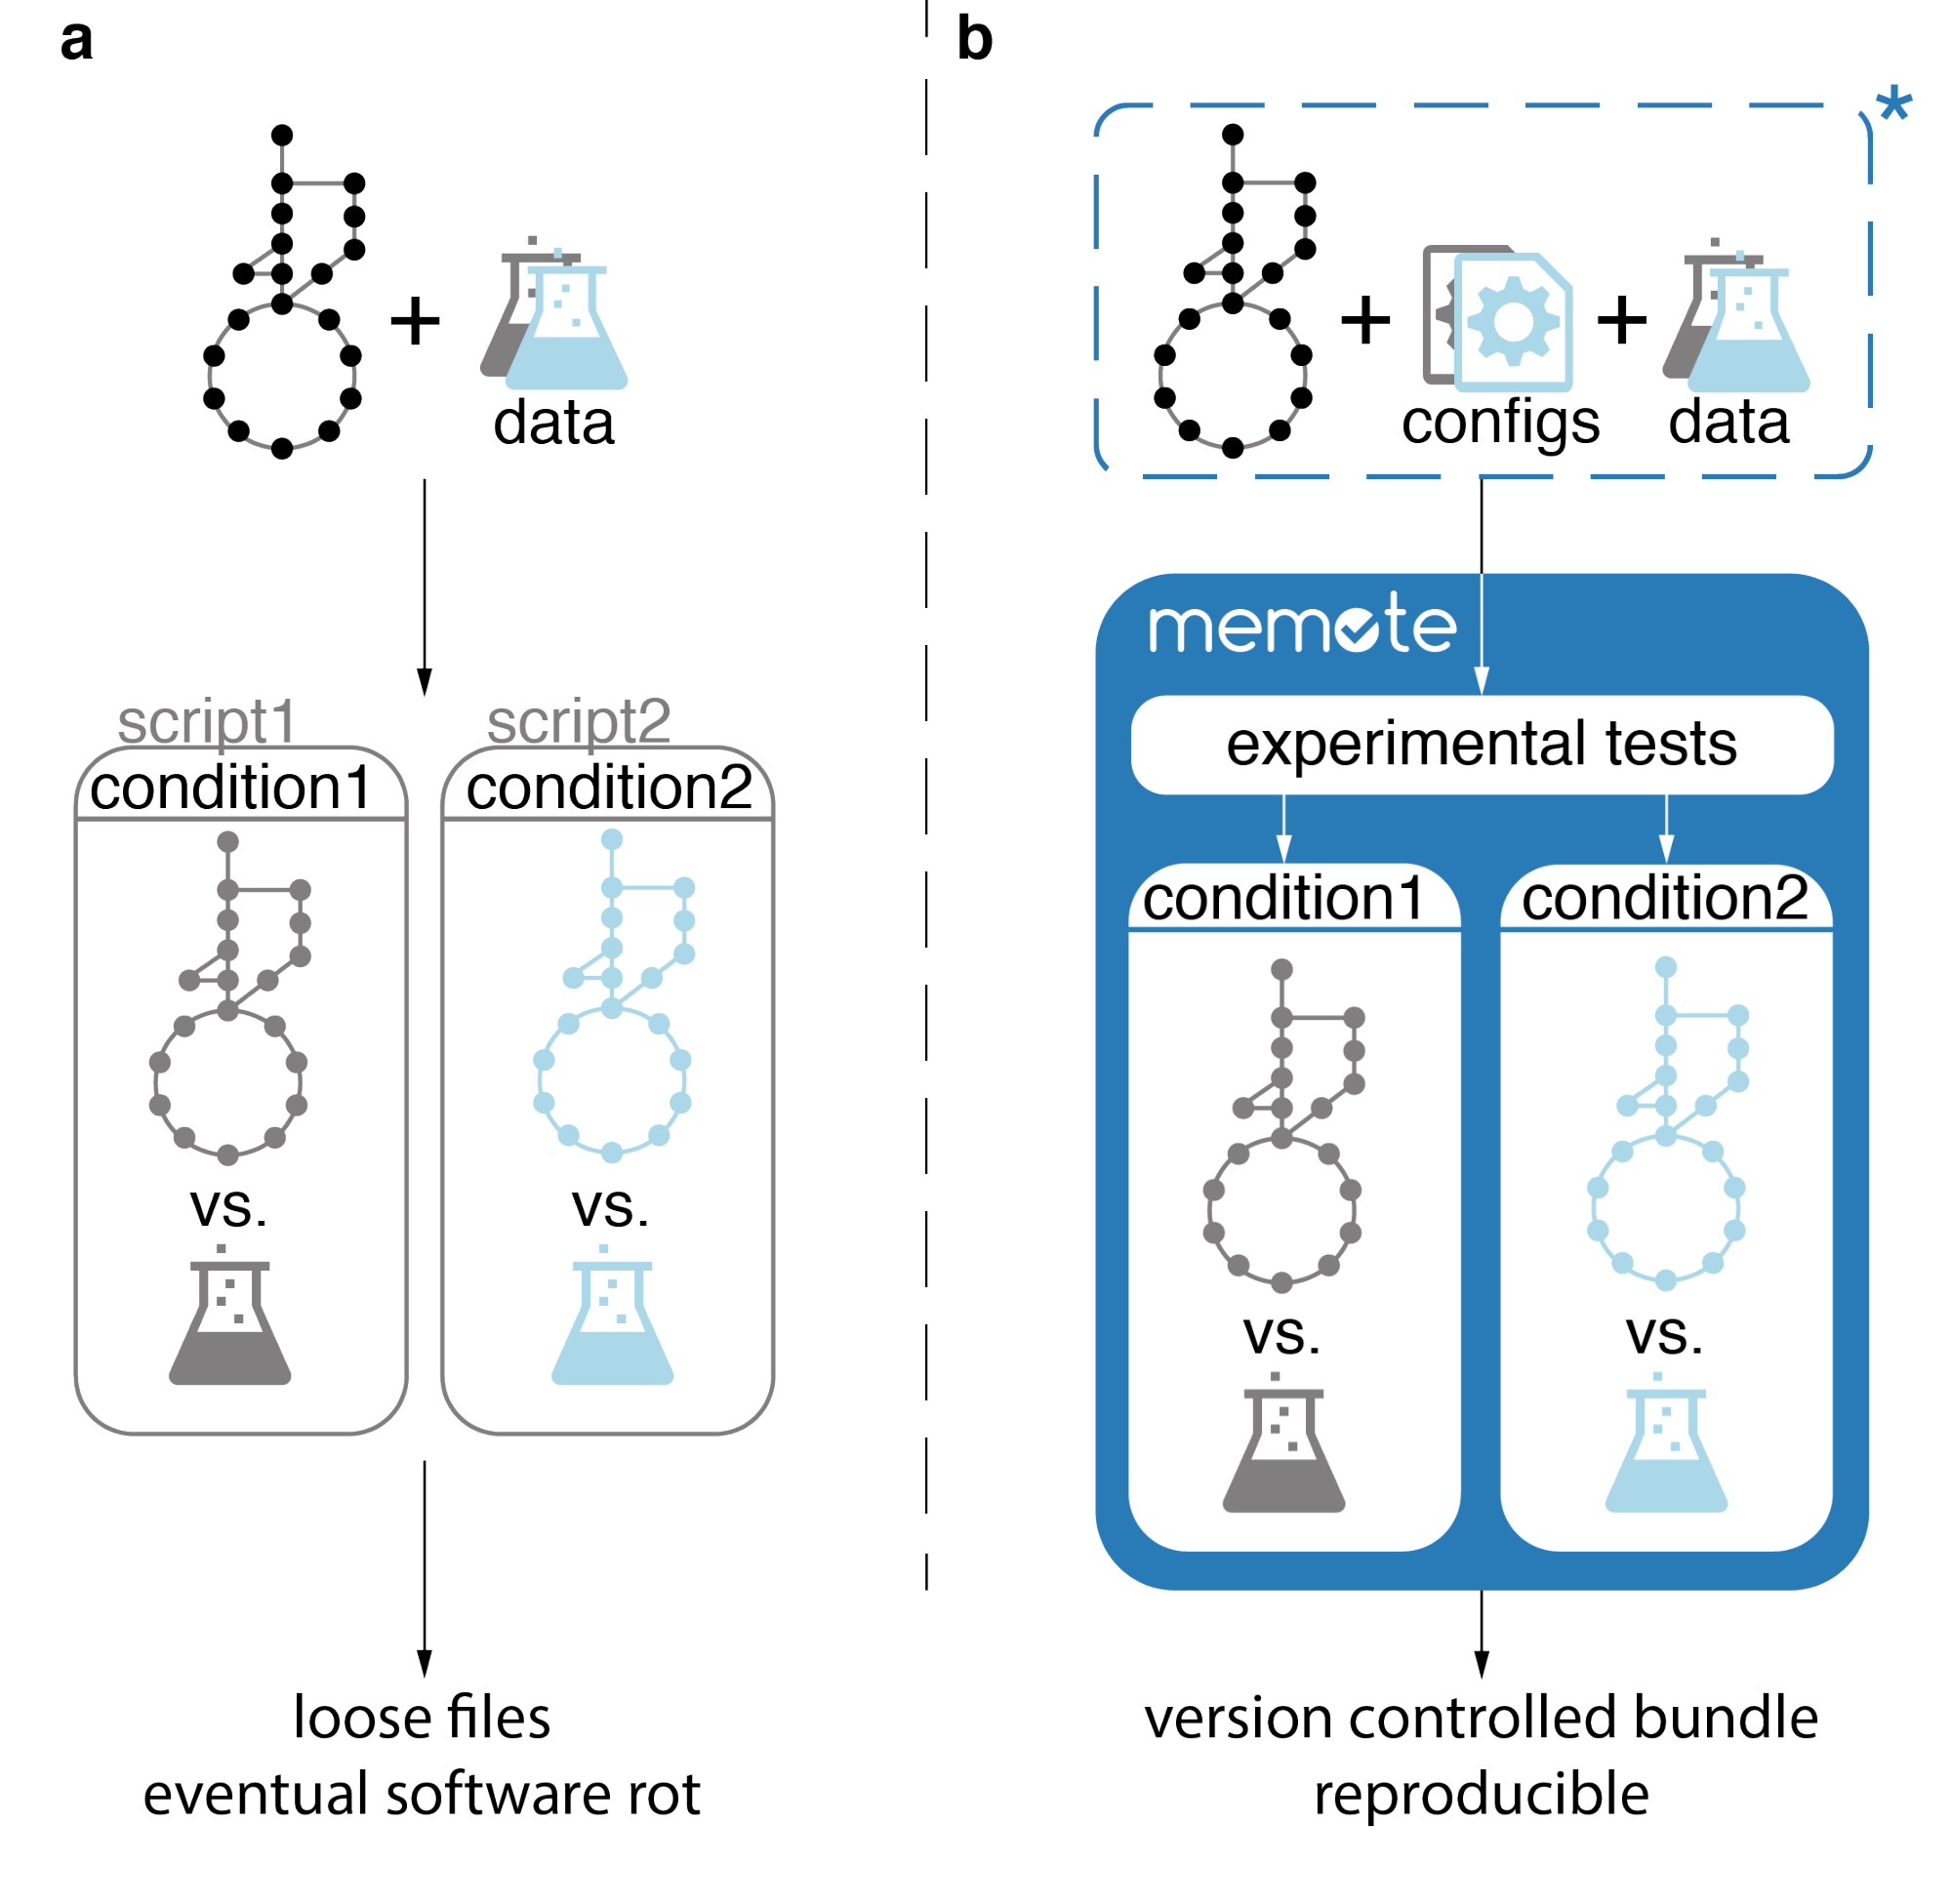 a
+
data
script1
script2
condition1
condition2
vs.
vs.
loose files
eventual software rot
b
*
+
configs
+
data
memote
experimental tests
condition1
condition2
vs.
vs.
version controlled bundle
reproducible